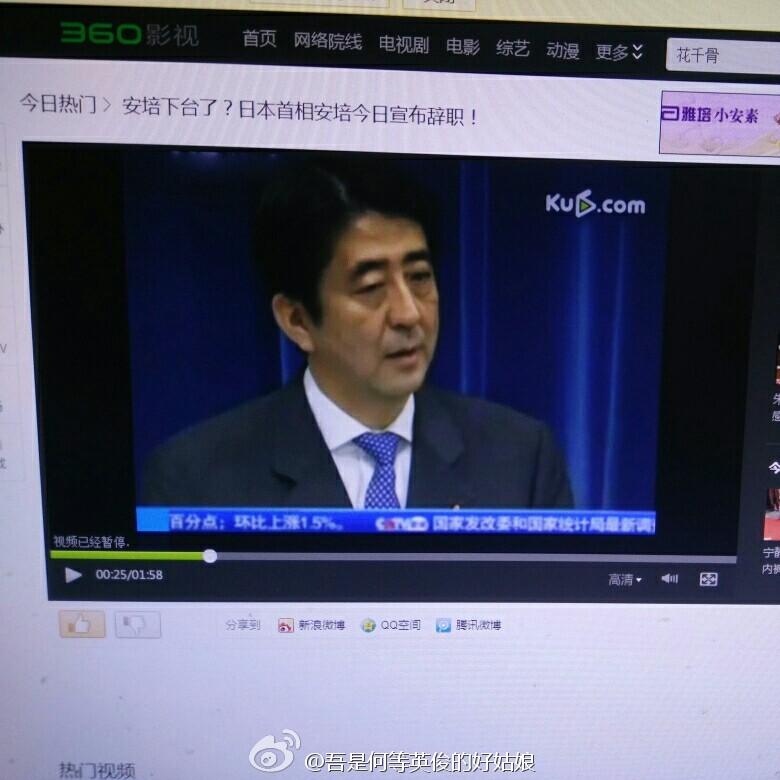 360影视
首页 网络院线 电视剧 电影 综艺 动漫 更多
花千骨
今日热门 > 安培下台了？日本首相安培今日宣布辞职！
雅培 小安素
Ku6.com
百分点；环比上涨1.5%。 CCTV 国家发改委和国家统计局最新调
视频已经暂停.
00:25/01:58
高清
分享到 新浪微博 QQ空间 腾讯微博
热门视频
@吾是何等英俊的好姑娘